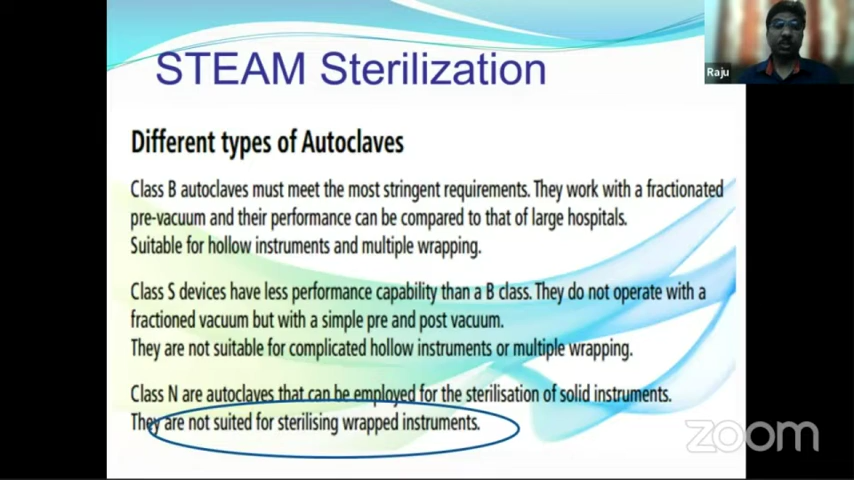 STEAM Sterilization
Raju
Different types of Autoclaves
Class B autoclaves must meet the most stringent requirements. They work with a fractionated
pre-vacuum and their performance can be compared to that of large hospitals.
Suitable for hollow instruments and multiple wrapping.
Class S devices have less performance capability than a B class. They do not operate with a
fractioned vacuum but with a simple pre and post vacuum.
They are not suitable for complicated hollow instruments or multiple wrapping.
Class N are autoclaves that can be employed for the sterilisation of solid instruments.
They are not suited for sterilising wrapped instruments.
zoom